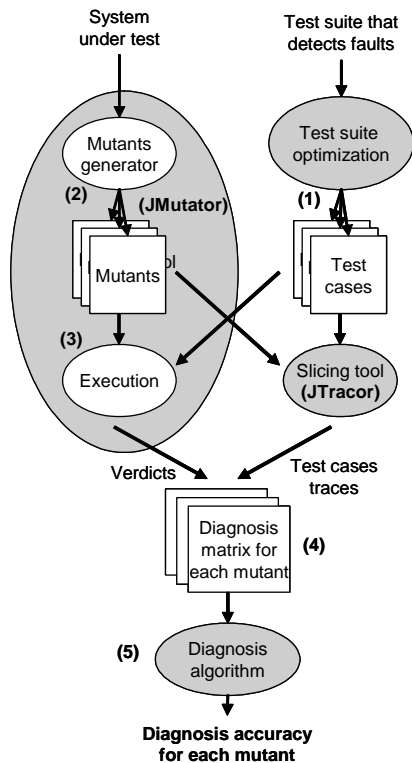 System
under test
Test suite that
detects faults
Mutants
generator
Test suite
optimization
(2)
(JMutator)
(1)
Mutants
Test
cases
(3)
Execution
Slicing tool
(JTracor)
Verdicts
Test cases
traces
Diagnosis
matrix for
each mutant
(4)
(5)
Diagnosis
algorithm
Diagnosis accuracy
for each mutant